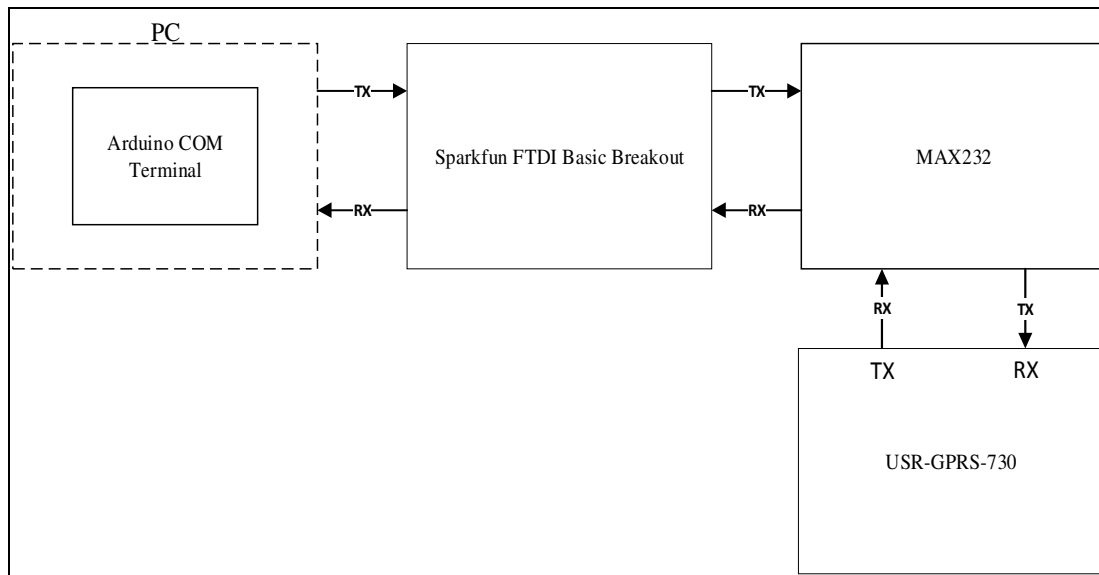 PC
Arduino COM
Terminal
TX
RX
Sparkfun FTDI Basic Breakout
TX
RX
MAX232
RX
TX
TX
RX
USR-GPRS-730